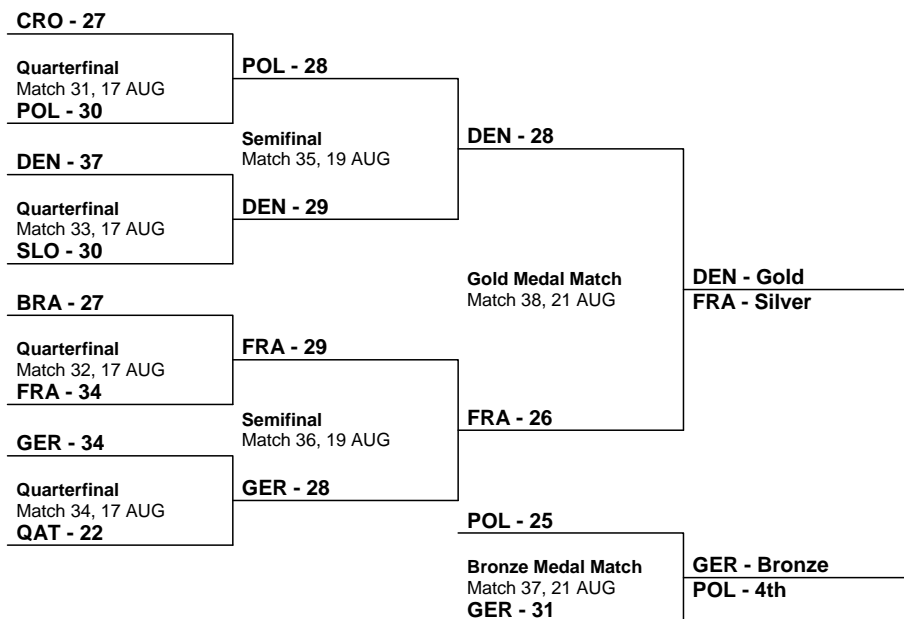 CRO - 27
Quarterfinal
Match 31, 17 AUG
POL - 30
DEN - 37
Quarterfinal
Match 33, 17 AUG
SLO - 30
BRA - 27
Quarterfinal
Match 32, 17 AUG
FRA - 34
GER - 34
Quarterfinal
Match 34, 17 AUG
QAT - 22
POL - 28
Semifinal
Match 35, 19 AUG
DEN - 29
FRA - 29
Semifinal
Match 36, 19 AUG
GER - 28
DEN - 28
Gold Medal Match
Match 38, 21 AUG
FRA - 26
POL - 25
Bronze Medal Match
Match 37, 21 AUG
GER - 31
DEN - Gold
FRA - Silver
GER - Bronze
POL - 4th